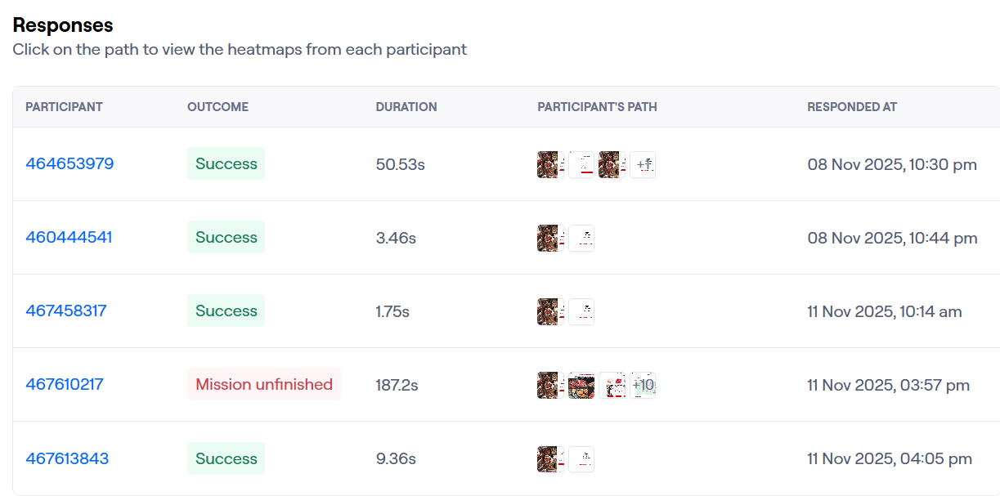 Responses
Click on the path to view the heatmaps from each participant
PARTICIPANT OUTCOME DURATION PARTICIPANT'S PATH RESPONDED AT
464653979 Success 50.53s +1 08 Nov 2025, 10:30 pm
460444541 Success 3.46s 08 Nov 2025, 10:44 pm
467458317 Success 1.75s 11 Nov 2025, 10:14 am
467610217 Mission unfinished 187.2s +10 11 Nov 2025, 03:57 pm
467613843 Success 9.36s 11 Nov 2025, 04:05 pm